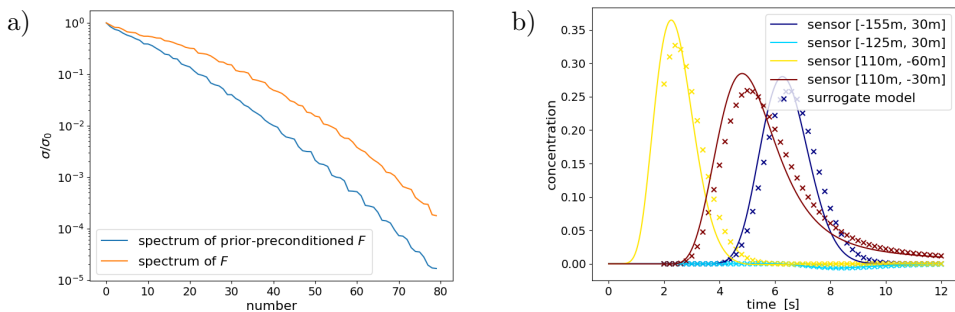 a)
10⁰
10⁻¹
10⁻²
10⁻³
10⁻⁴
10⁻⁵
σ/σ₀
spectrum of prior-preconditioned F
spectrum of F
0 10 20 30 40 50 60 70 80
number
b)
0.35
0.30
0.25
0.20
0.15
0.10
0.05
0.00
concentration
sensor [-155m, 30m]
sensor [-125m, 30m]
sensor [110m, -60m]
sensor [110m, -30m]
surrogate model
0 2 4 6 8 10 12
time [s]